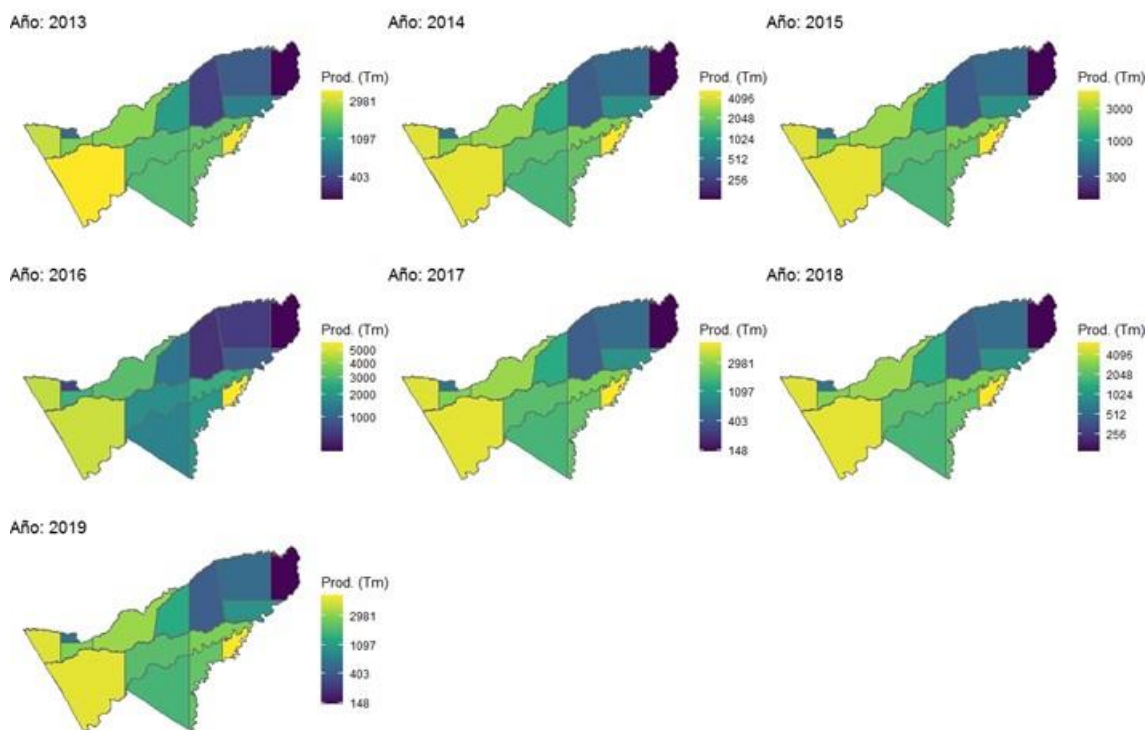 Año: 2013
Prod. (Tm)
2981
1097
403
Año: 2014
Prod. (Tm)
4096
2048
1024
512
256
Año: 2015
Prod. (Tm)
3000
1000
300
Año: 2016
Prod. (Tm)
5000
4000
3000
2000
1000
Año: 2017
Prod. (Tm)
2981
1097
403
148
Año: 2018
Prod. (Tm)
4096
2048
1024
512
256
Año: 2019
Prod. (Tm)
2981
1097
403
148